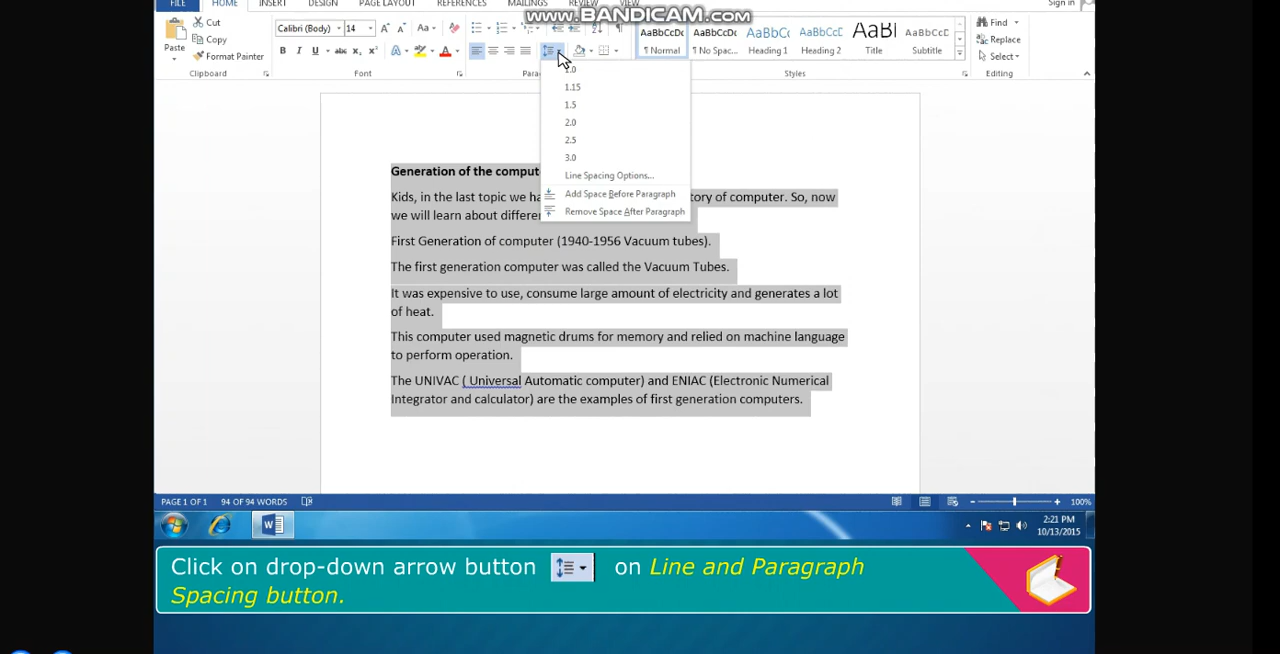 FILE HOME INSERT DESIGN PAGE LAYOUT REFERENCES MAILINGS REVIEW VIEW Sign in
www.BANDICAM.com
Paste Cut Copy Format Painter Clipboard
Calibri (Body) 14 Aa
B I U abc x₂ x² A A
Font
AaBbCcDc AaBbCcDc AaBbC AaBbCcD AaBl AaBbCcD
¶ Normal ¶ No Spac... Heading 1 Heading 2 Title Subtitle
Styles
Find
Replace
Select
Editing
1.0
1.15
1.5
2.0
2.5
3.0
Line Spacing Options...
Add Space Before Paragraph
Remove Space After Paragraph
Generation of the comput
Kids, in the last topic we ha tory of computer. So, now
we will learn about differen
First Generation of computer (1940-1956 Vacuum tubes).
The first generation computer was called the Vacuum Tubes.
It was expensive to use, consume large amount of electricity and generates a lot
of heat.
This computer used magnetic drums for memory and relied on machine language
to perform operation.
The UNIVAC ( Universal Automatic computer) and ENIAC (Electronic Numerical
Integrator and calculator) are the examples of first generation computers.
PAGE 1 OF 1 94 OF 94 WORDS 100%
2:21 PM
10/13/2015
Click on drop-down arrow button on Line and Paragraph
Spacing button.